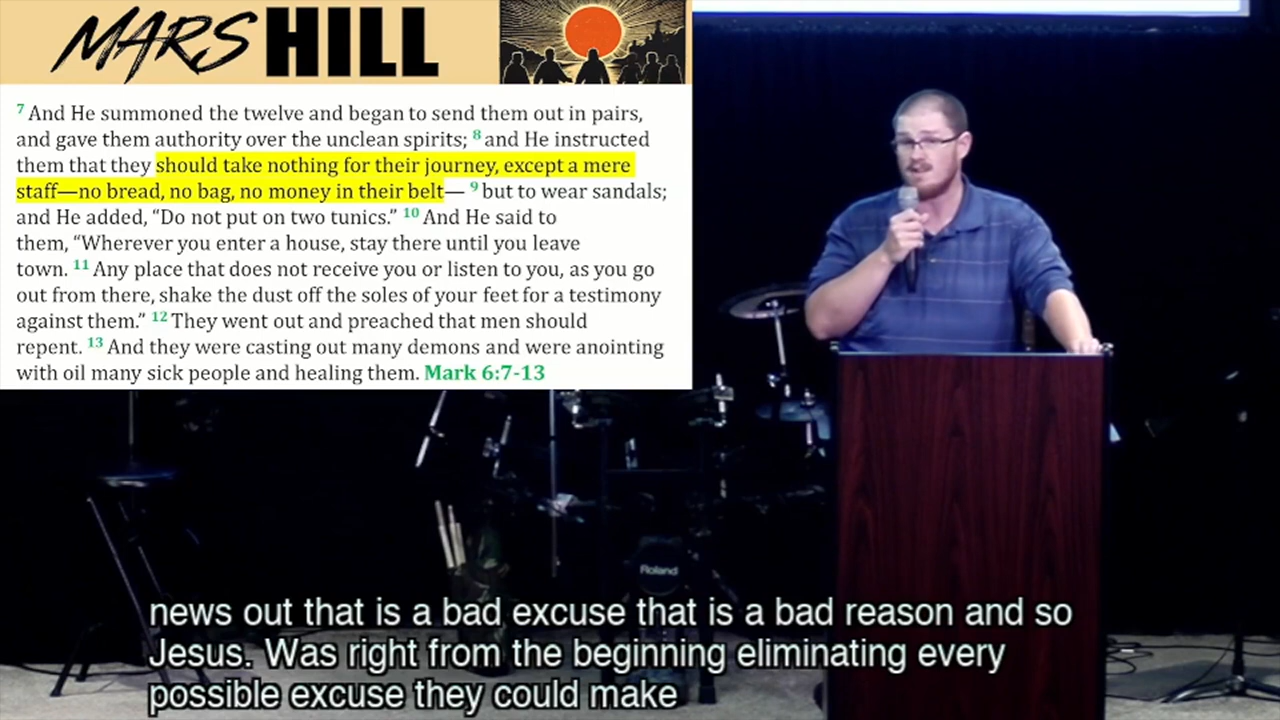 MARS HILL
7 And He summoned the twelve and began to send them out in pairs,
and gave them authority over the unclean spirits; 8 and He instructed
them that they should take nothing for their journey, except a mere
staff—no bread, no bag, no money in their belt— 9 but to wear sandals;
and He added, “Do not put on two tunics.” 10 And He said to
them, “Wherever you enter a house, stay there until you leave
town. 11 Any place that does not receive you or listen to you, as you go
out from there, shake the dust off the soles of your feet for a testimony
against them.” 12 They went out and preached that men should
repent. 13 And they were casting out many demons and were anointing
with oil many sick people and healing them. Mark 6:7-13
Roland
news out that is a bad excuse that is a bad reason and so
Jesus. Was right from the beginning eliminating every
possible excuse they could make